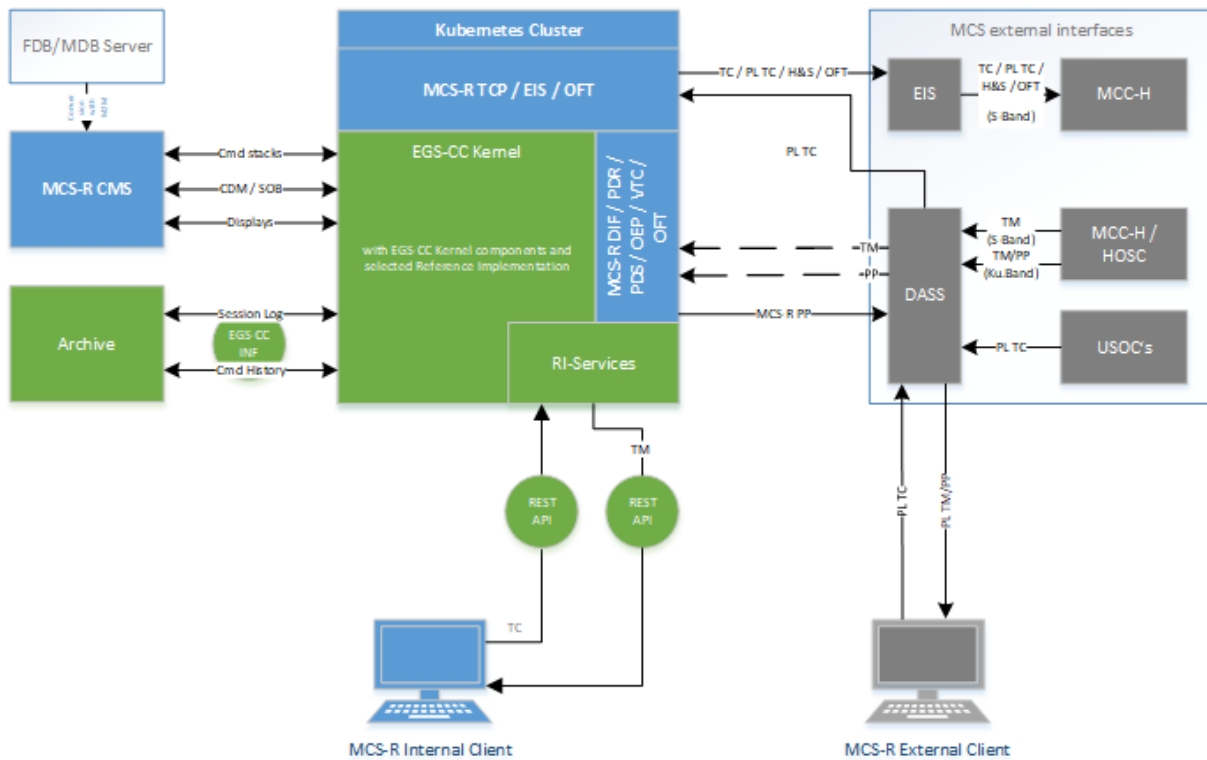 FDB/MDB Server
MCS-R CMS
Archive
Cmd stacks
CDM / SOB
Displays
Session Log
EGS-CC
INF
Cmd History
Kubernetes Cluster
MCS-R TCP / EIS / OFT
EGS-CC Kernel
with EGS-CC Kernel components and
selected Reference Implementation
MCS-R DIF / PDR /
PDS / OEP / VTC /
OFT
RI-Services
TC / PL TC / H&S / OFT
PL TC
TM
PP
MCS-R PP
MCS external interfaces
EIS
TC / PL TC /
H&S / OFT
(S-Band)
MCC-H
DASS
TM
(S-Band)
TM/PP
(Ku.Band)
MCC-H /
HOSC
PL TC
USOC's
TM
REST
API
REST
API
TC
PL TC
PL TM/PP
MCS-R Internal Client
MCS-R External Client